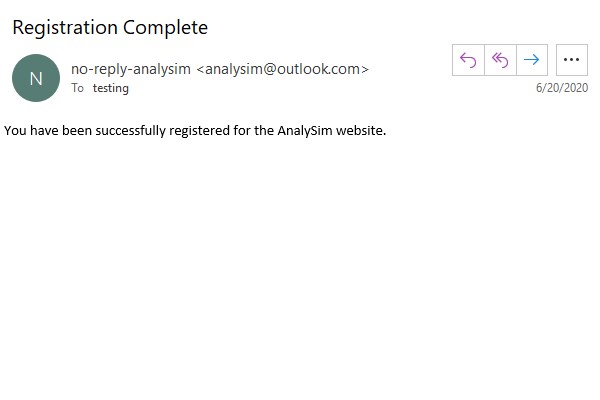 Registration Complete
N
no-reply-analysim <analysim@outlook.com>
To testing
6/20/2020
You have been successfully registered for the AnalySim website.